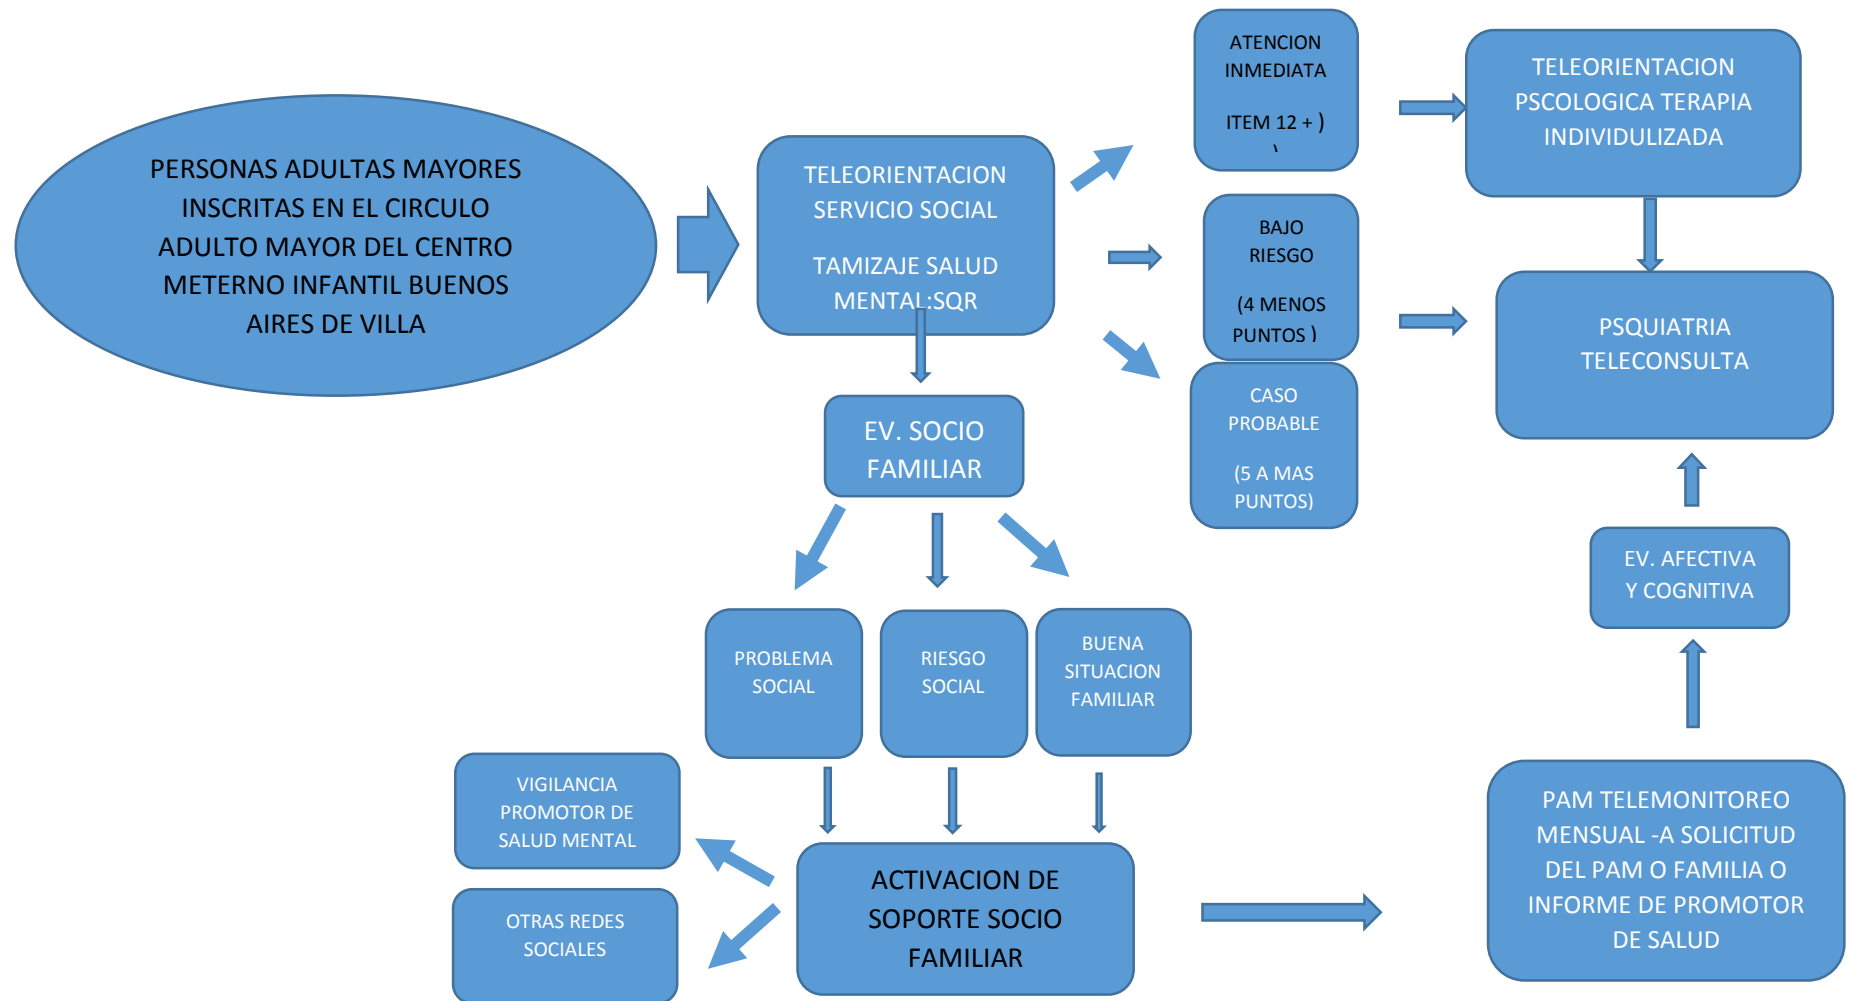 PERSONAS ADULTAS MAYORES
INSCRITAS EN EL CIRCULO
ADULTO MAYOR DEL CENTRO
METERNO INFANTIL BUENOS
AIRES DE VILLA
TELEORIENTACION
SERVICIO SOCIAL
TAMIZAJE SALUD
MENTAL:SQR
ATENCION
INMEDIATA
ITEM 12 + )
)
BAJO
RIESGO
(4 MENOS
PUNTOS )
CASO
PROBABLE
(5 A MAS
PUNTOS)
TELEORIENTACION
PSCOLOGICA TERAPIA
INDIVIDULIZADA
PSQUIATRIA
TELECONSULTA
EV. SOCIO
FAMILIAR
EV. AFECTIVA
Y COGNITIVA
PROBLEMA
SOCIAL
RIESGO
SOCIAL
BUENA
SITUACION
FAMILIAR
VIGILANCIA
PROMOTOR DE
SALUD MENTAL
OTRAS REDES
SOCIALES
ACTIVACION DE
SOPORTE SOCIO
FAMILIAR
PAM TELEMONITOREO
MENSUAL -A SOLICITUD
DEL PAM O FAMILIA O
INFORME DE PROMOTOR
DE SALUD